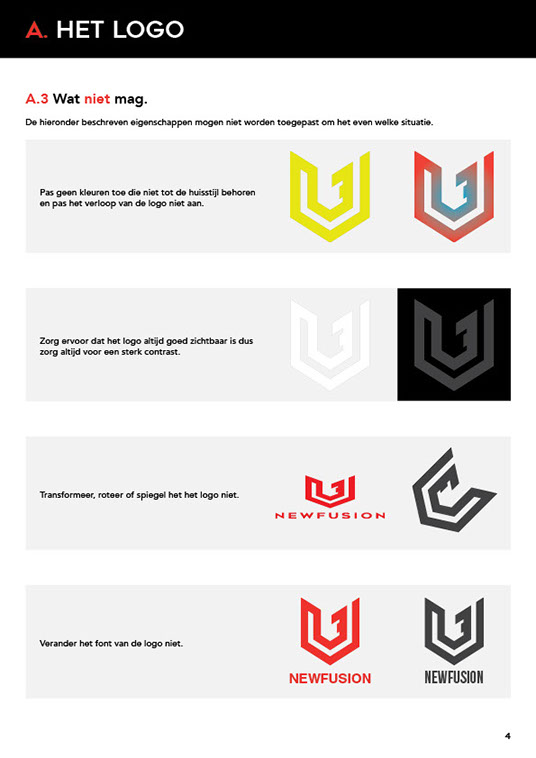 A. HET LOGO
A.3 Wat niet mag.
De hieronder beschreven eigenschappen mogen niet worden toegepast om het even welke situatie.
Pas geen kleuren toe die niet tot de huisstijl behoren
en pas het verloop van de logo niet aan.
Zorg ervoor dat het logo altijd goed zichtbaar is dus
zorg altijd voor een sterk contrast.
Transformeer, roteer of spiegel het het logo niet.
NEWFUSION
Verander het font van de logo niet.
NEWFUSION
NEWFUSION
4